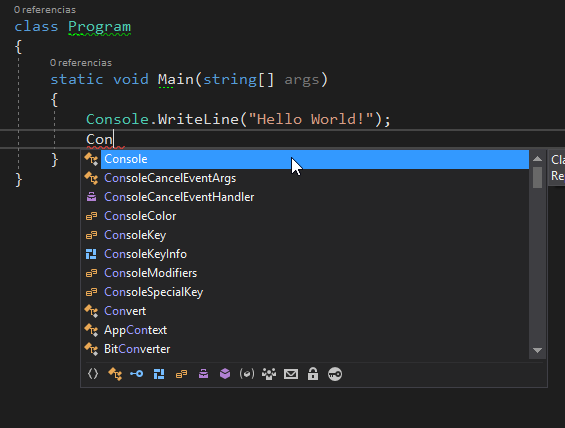 0 referencias
class Program
{
0 referencias
static void Main(string[] args)
{
Console.WriteLine("Hello World!");
Con
}
}
Console
ConsoleCancelEventArgs
ConsoleCancelEventHandler
ConsoleColor
ConsoleKey
ConsoleKeyInfo
ConsoleModifiers
ConsoleSpecialKey
Convert
AppContext
BitConverter
Cla
Re